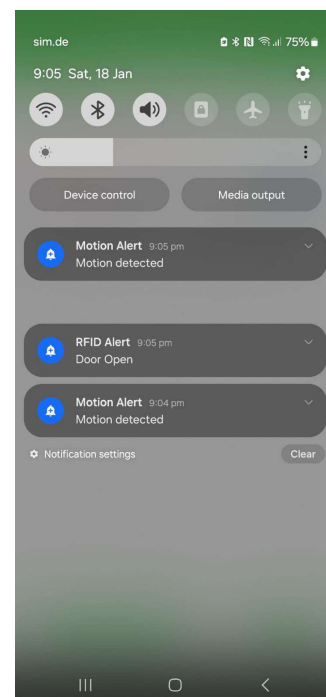 sim.de 75%
9:05 Sat, 18 Jan
Device control Media output
Motion Alert 9:05 pm
Motion detected
RFID Alert 9:05 pm
Door Open
Motion Alert 9:04 pm
Motion detected
Notification settings Clear